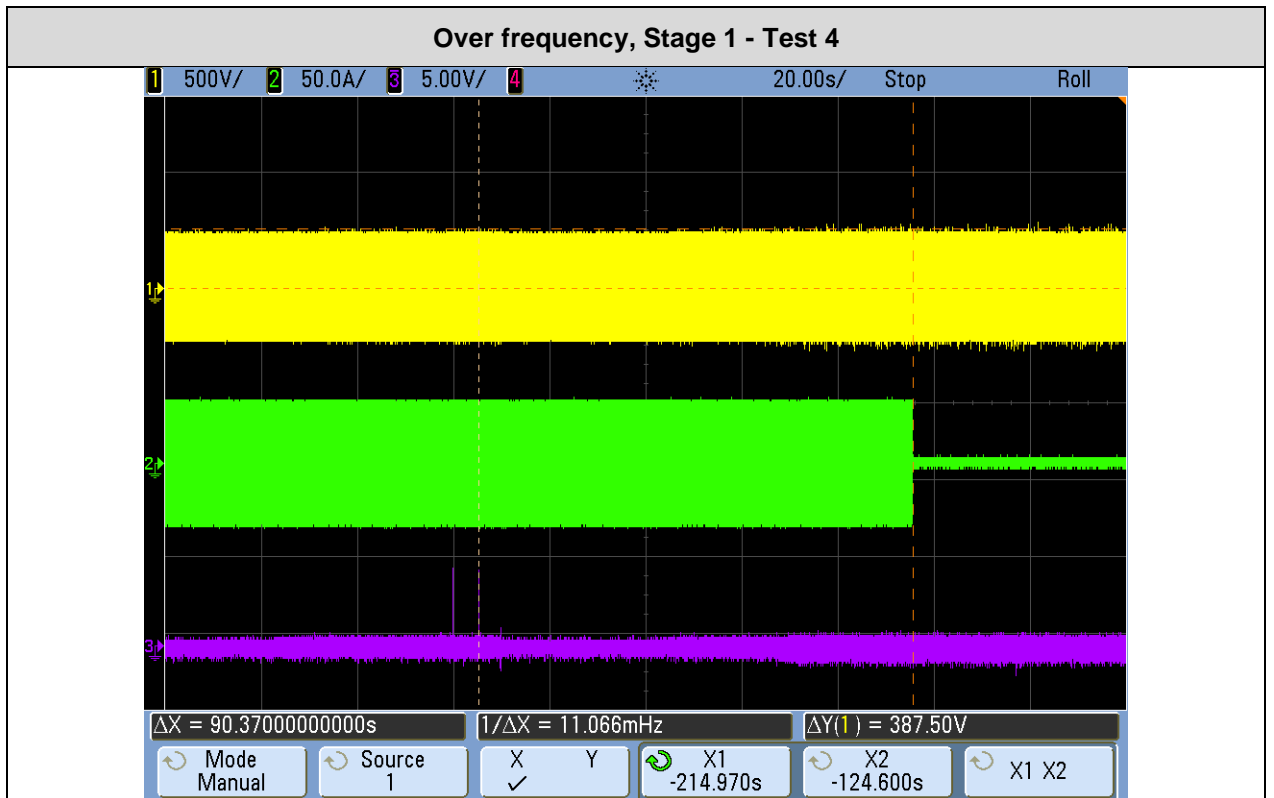 Over frequency, Stage 1 - Test 4
1 500V/ 2 50.0A/ 3 5.00V/ 4 20.00s/ Stop Roll
1
2
3
ΔX = 90.37000000000s 1/ΔX = 11.066mHz ΔY(1) = 387.50V
Mode Source X Y X1 X2 X1 X2
Manual 1 ✓ -214.970s -124.600s